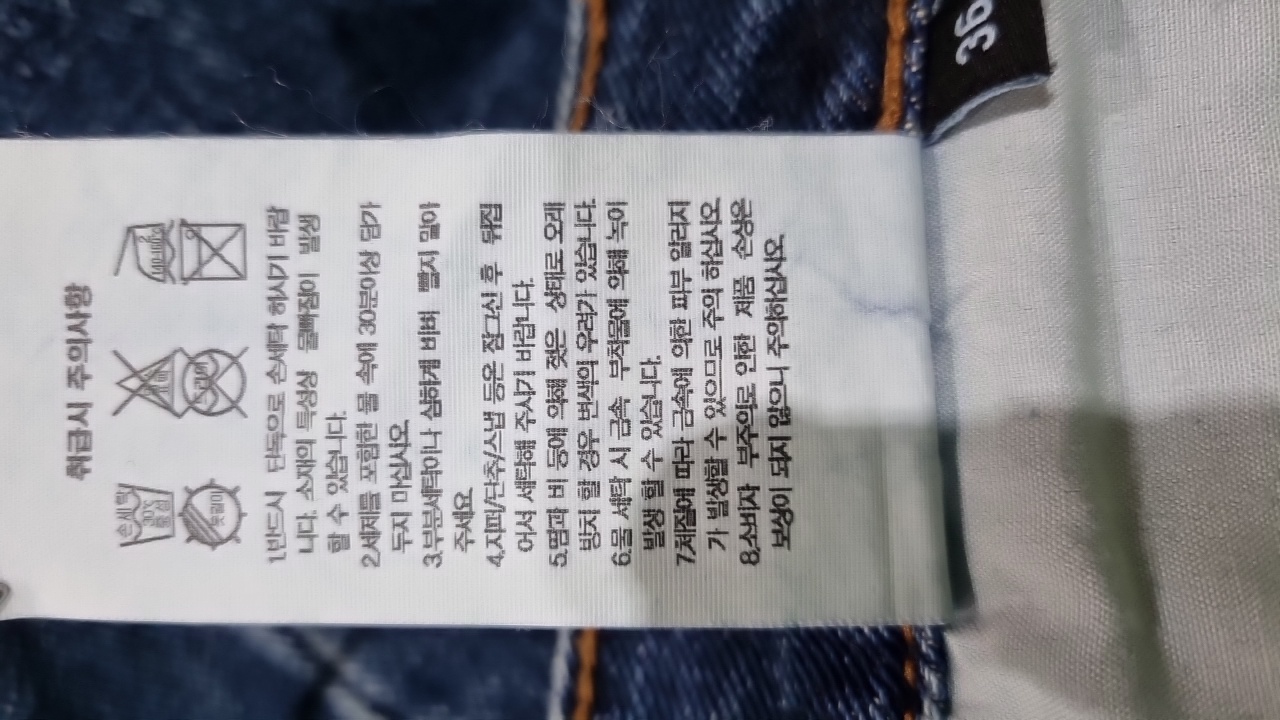 취급시 주의사항
손세탁
30℃
중성
드라이
옷걸이
1.반드시 단독으로 손세탁 하시기 바랍
니다. 소재의 특성상 물빠짐이 발생
할 수 있습니다.
2.세제를 포함한 물 속에 30분이상 담가
두지 마십시오.
3.부분세탁이나 심하게 비벼 빨지 말아
주세요.
4.지퍼/단추/스냅 등은 잠그신 후 뒤집
어서 세탁해 주시기 바랍니다.
5.땀과 비 등에 의해 젖은 상태로 오래
방치 할 경우 변색의 우려가 있습니다.
6.물 세탁 시 금속 부착물에 의해 녹이
발생 할 수 있습니다.
7.체질에 따라 금속에 의한 피부 알러지
가 발생할 수 있으므로 주의 하십시오
8.소비자 부주의로 인한 제품 손상은
보상이 되지 않으니 주의하십시오.
36